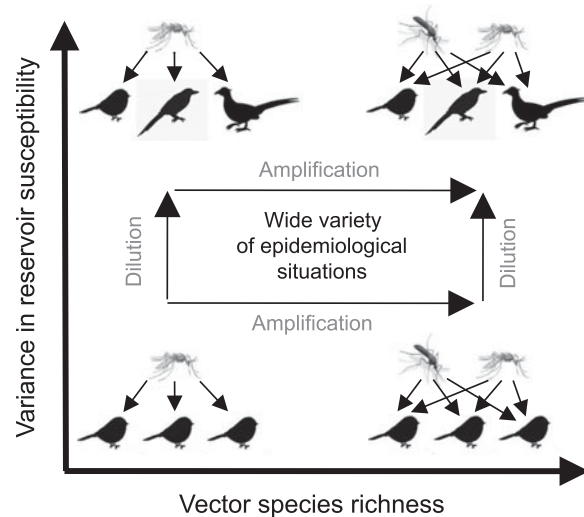 Variance in reservoir susceptibility
Amplification
Dilution
Wide variety
of epidemiological
situations
Dilution
Amplification
Vector species richness